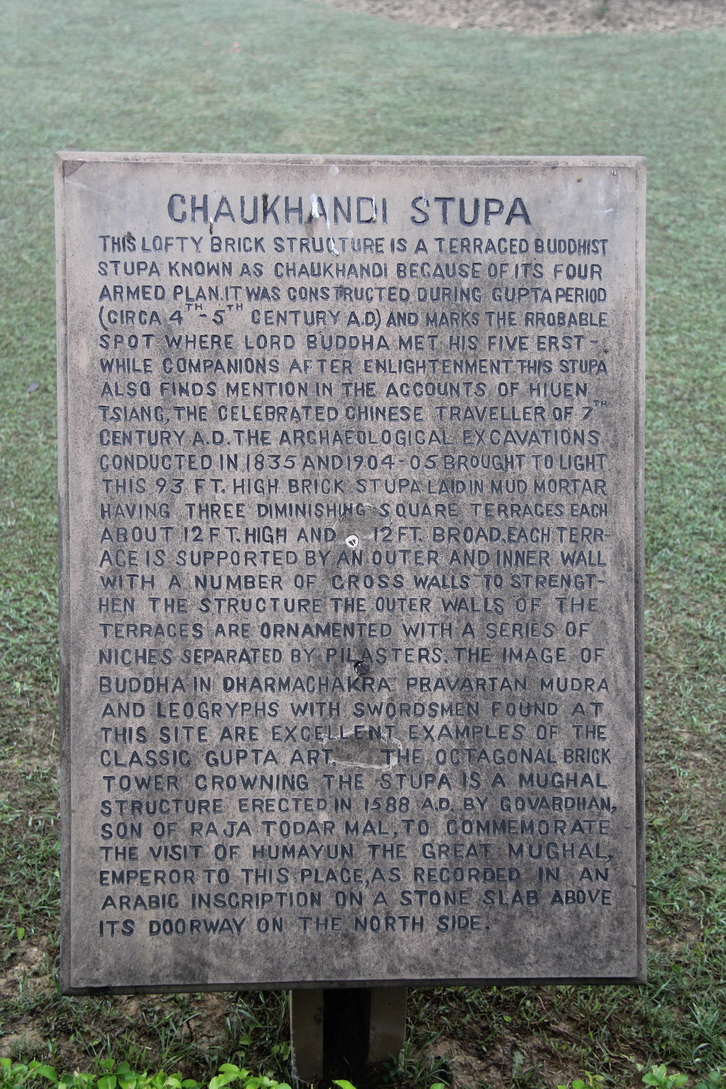 CHAUKHANDI STUPA
THIS LOFTY BRICK STRUCTURE IS A TERRACED BUDDHIST
STUPA KNOWN AS CHAUKHANDI BECAUSE OF ITS FOUR
ARMED PLAN. IT WAS CONSTRUCTED DURING GUPTA PERIOD
(CIRCA 4TH-5TH CENTURY A.D.) AND MARKS THE RROBABLE
SPOT WHERE LORD BUDDHA MET HIS FIVE ERST-
WHILE COMPANIONS AFTER ENLIGHTENMENT THIS STUPA
ALSO FINDS MENTION IN THE ACCOUNTS OF HIUEN
TSIANG, THE CELEBRATED CHINESE TRAVELLER OF 7TH
CENTURY A.D. THE ARCHAEOLOGICAL EXCAVATIONS
CONDUCTED IN 1835 AND 1904-05 BROUGHT TO LIGHT
THIS 93 FT. HIGH BRICK STUPA LAID IN MUD MORTAR
HAVING THREE DIMINISHING SQUARE TERRACES EACH
ABOUT 12 FT. HIGH AND 12 FT. BROAD. EACH TERR-
ACE IS SUPPORTED BY AN OUTER AND INNER WALL
WITH A NUMBER OF CROSS WALLS TO STRENGT-
HEN THE STRUCTURE THE OUTER WALLS OF THE
TERRACES ARE ORNAMENTED WITH A SERIES OF
NICHES SEPARATED BY PILASTERS. THE IMAGE OF
BUDDHA IN DHARMACHAKRA PRAVARTAN MUDRA
AND LEOGRYPHS WITH SWORDSMEN FOUND AT
THIS SITE ARE EXCELLENT EXAMPLES OF THE
CLASSIC GUPTA ART. THE OCTAGONAL BRICK
TOWER CROWNING THE STUPA IS A MUGHAL
STRUCTURE ERECTED IN 1588 A.D. BY GOVARDHAN,
SON OF RAJA TODAR MAL, TO COMMEMORATE
THE VISIT OF HUMAYUN THE GREAT MUGHAL,
EMPEROR TO THIS PLACE, AS RECORDED IN AN
ARABIC INSCRIPTION ON A STONE SLAB ABOVE
ITS DOORWAY ON THE NORTH SIDE.